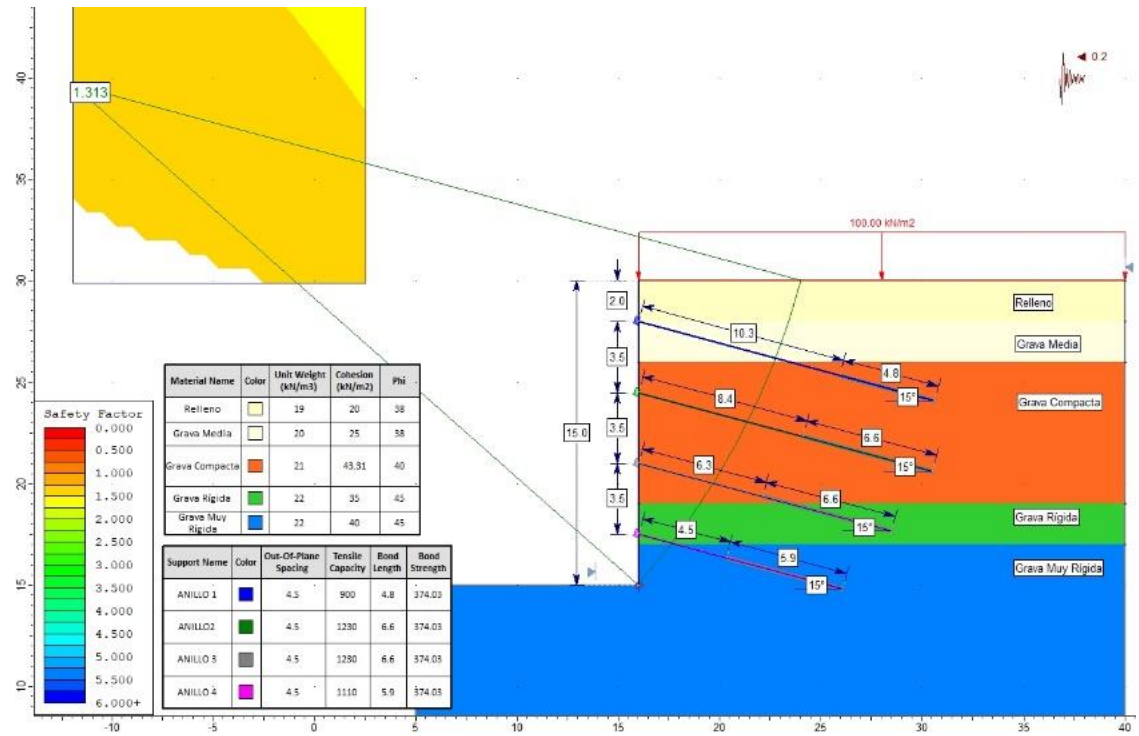 40
35
30
25
20
15
10
-10
-5
0
5
10
15
20
25
30
35
40
1.313
0.2
100.00 kN/m2
2.0
3.5
3.5
3.5
15.0
10.3
4.8
15°
8.4
6.6
15°
6.3
6.6
15°
4.5
5.9
15°
Relleno
Grava Media
Grava Compacta
Grava Rígida
Grava Muy Rígida
Material Name Color Unit Weight (kN/m3) Cohesion (kN/m2) Phi
Relleno 19 20 38
Grava Media 20 25 38
Grava Compacta 21 43.31 40
Grava Rígida 22 35 45
Grava Muy Rígida 22 40 45
Support Name Color Out-Of-Plane Spacing Tensile Capacity Bond Length Bond Strength
ANILLO 1 4.5 900 4.8 374.03
ANILLO2 4.5 1230 6.6 374.03
ANILLO 3 4.5 1230 6.6 374.03
ANILLO 4 4.5 1110 5.9 374.03
Safety Factor
0.000
0.500
1.000
1.500
2.000
2.500
3.000
3.500
4.000
4.500
5.000
5.500
6.000+